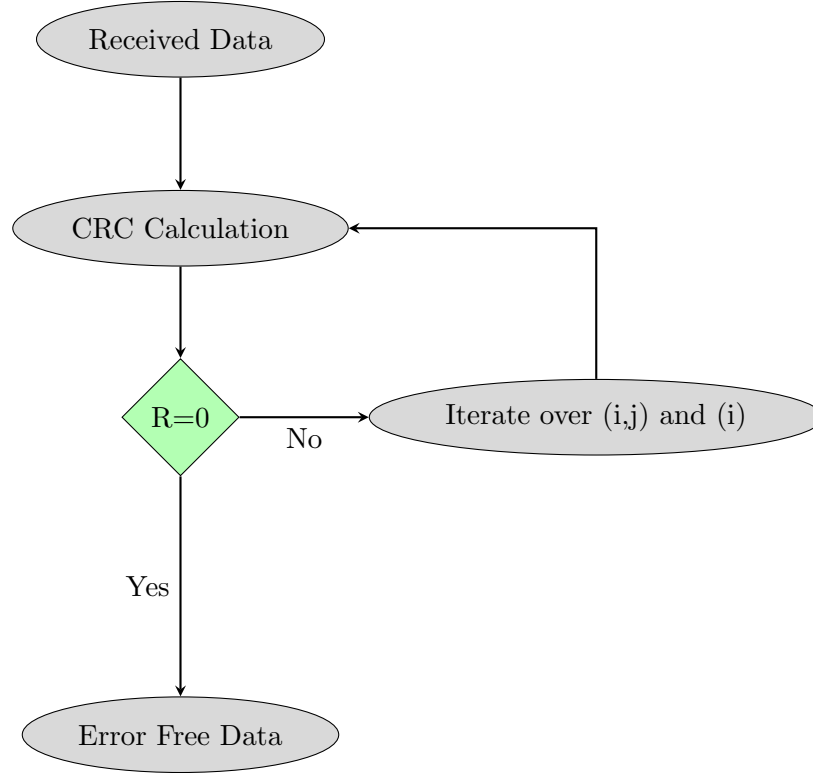 Received Data
CRC Calculation
R=0
No
Iterate over (i,j) and (i)
Yes
Error Free Data